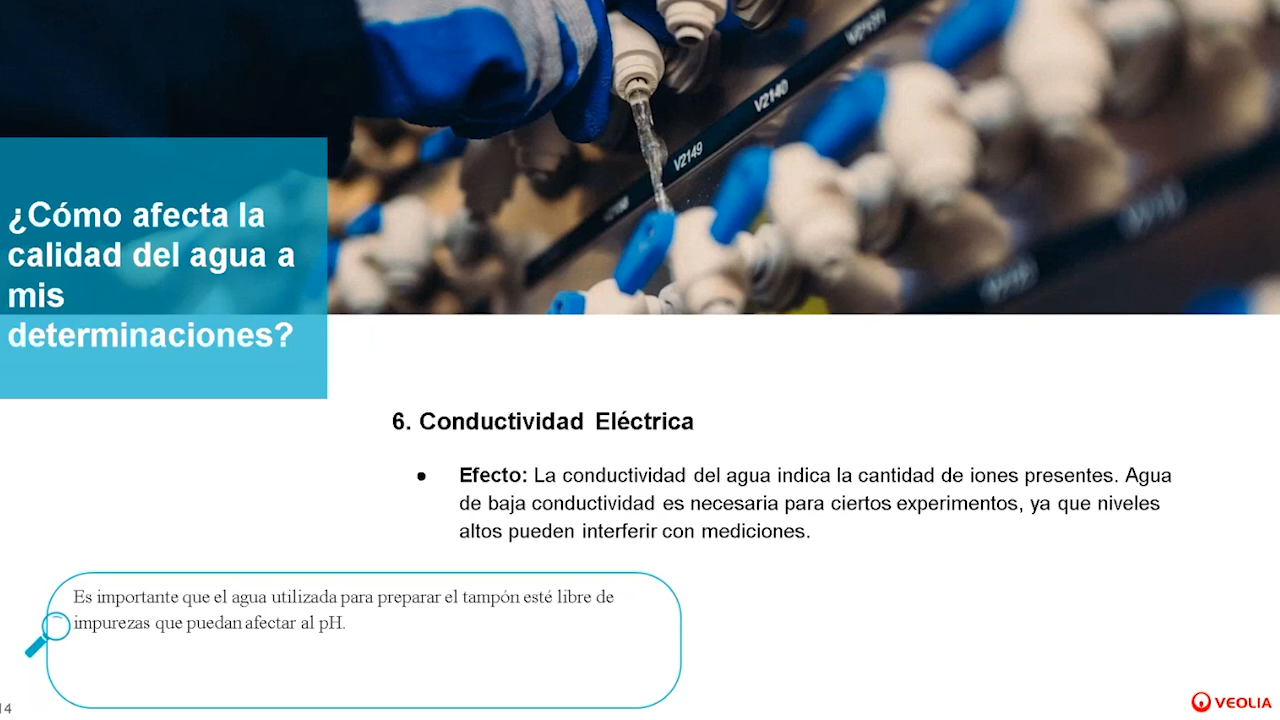 V2140
V2149
¿Cómo afecta la
calidad del agua a
mis
determinaciones?
6. Conductividad Eléctrica
● Efecto: La conductividad del agua indica la cantidad de iones presentes. Agua
de baja conductividad es necesaria para ciertos experimentos, ya que niveles
altos pueden interferir con mediciones.
Es importante que el agua utilizada para preparar el tampón esté libre de
impurezas que puedan afectar al pH.
14
VEOLIA